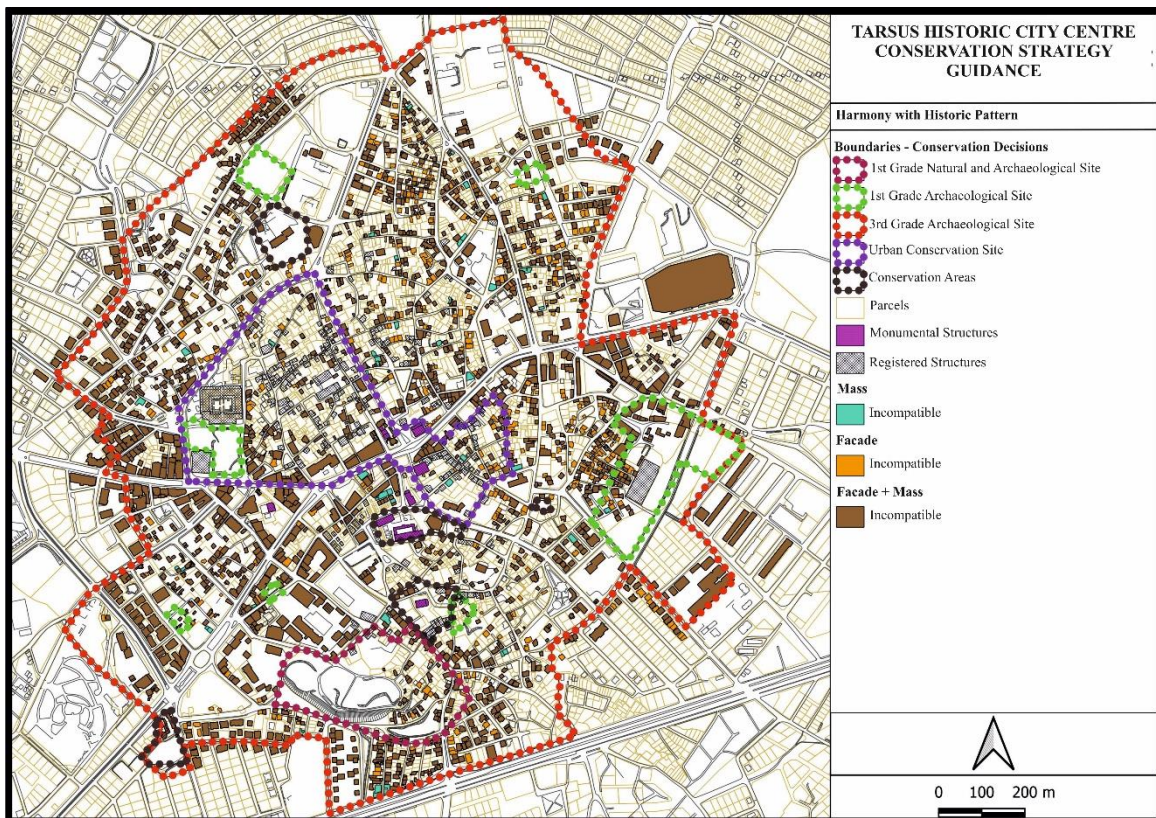 TARSUS HISTORIC CITY CENTRE
CONSERVATION STRATEGY
GUIDANCE
Harmony with Historic Pattern
Boundaries - Conservation Decisions
1st Grade Natural and Archaeological Site
1st Grade Archaeological Site
3rd Grade Archaeological Site
Urban Conservation Site
Conservation Areas
Parcels
Monumental Structures
Registered Structures
Mass
Incompatible
Facade
Incompatible
Facade + Mass
Incompatible
0 100 200 m